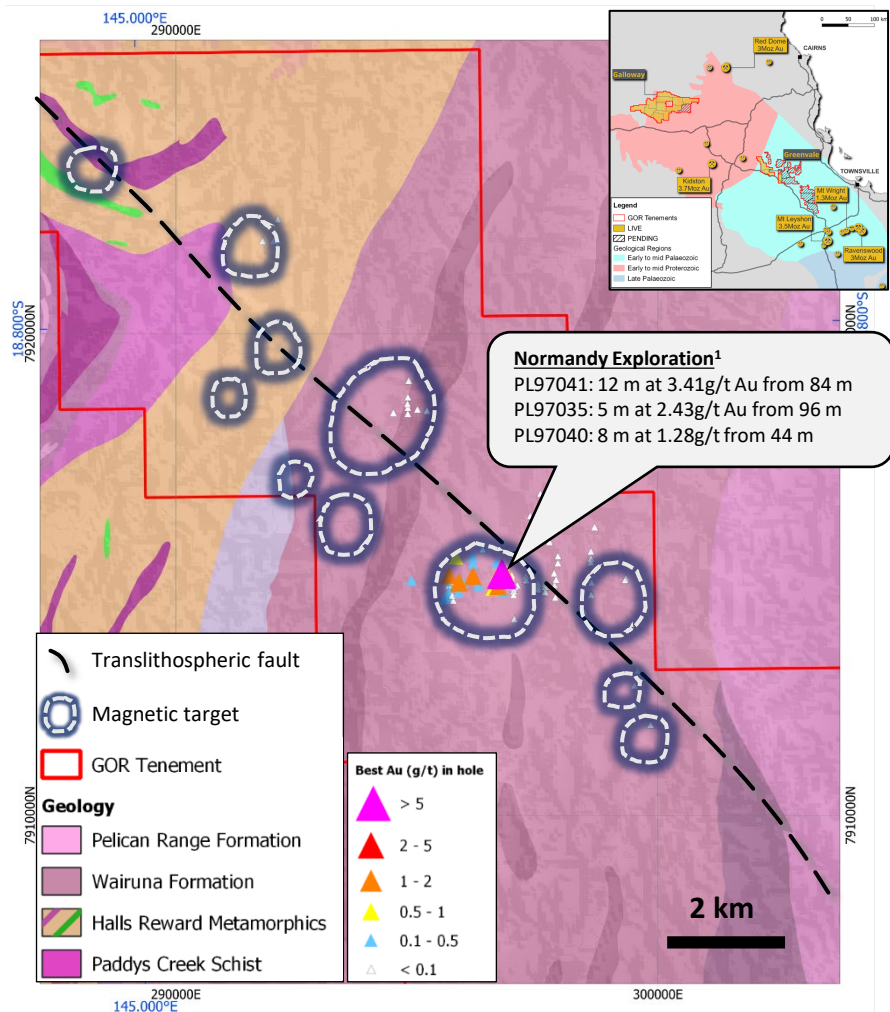 145.000°E
290000E
0
50
100 km
Red Dome
3Moz Au
CAIRNS
Galloway
Greenvale
TOWNSVILLE
Kidston
3.7Moz Au
Mt Wright
1.3Moz Au
Mt Leyshon
3.5Moz Au
Ravenswood
3Moz Au
Legend
GOR Tenements
LIVE
PENDING
Geological Regions
Early to mid Palaeozoic
Early to mid Proterozoic
Late Palaeozoic
18.800°S
7920000N
800°S
0000N
Normandy Exploration¹
PL97041: 12 m at 3.41g/t Au from 84 m
PL97035: 5 m at 2.43g/t Au from 96 m
PL97040: 8 m at 1.28g/t from 44 m
Translithospheric fault
Magnetic target
GOR Tenement
Geology
Pelican Range Formation
Wairuna Formation
Halls Reward Metamorphics
Paddys Creek Schist
Best Au (g/t) in hole
> 5
2 - 5
1 - 2
0.5 - 1
0.1 - 0.5
< 0.1
2 km
7910000N
7910000N
290000E
300000E
145.000°E